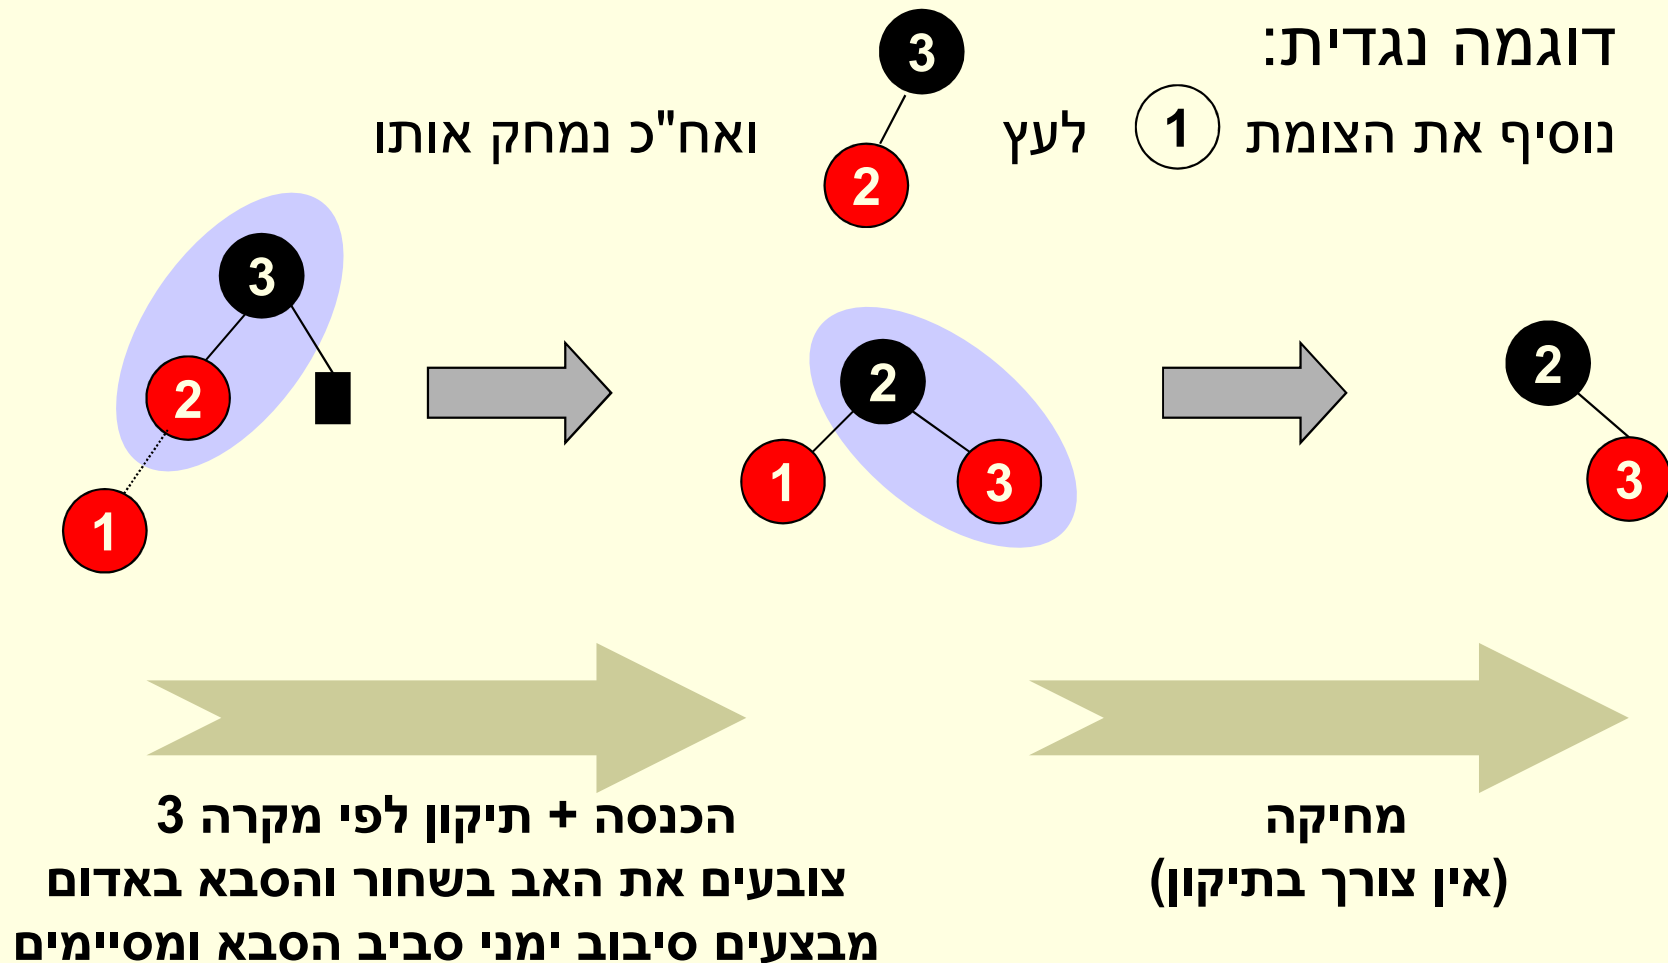 דוגמה נגדית:
נוסיף את הצומת 1 לעץ 3 2 ואח"כ נמחק אותו
3
2
1
2
1 3
2
3
הכנסה + תיקון לפי מקרה 3
צובעים את האב בשחור והסבא באדום
מבצעים סיבוב ימני סביב הסבא ומסיימים
מחיקה
(אין צורך בתיקון)